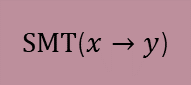 SMT(x → y)